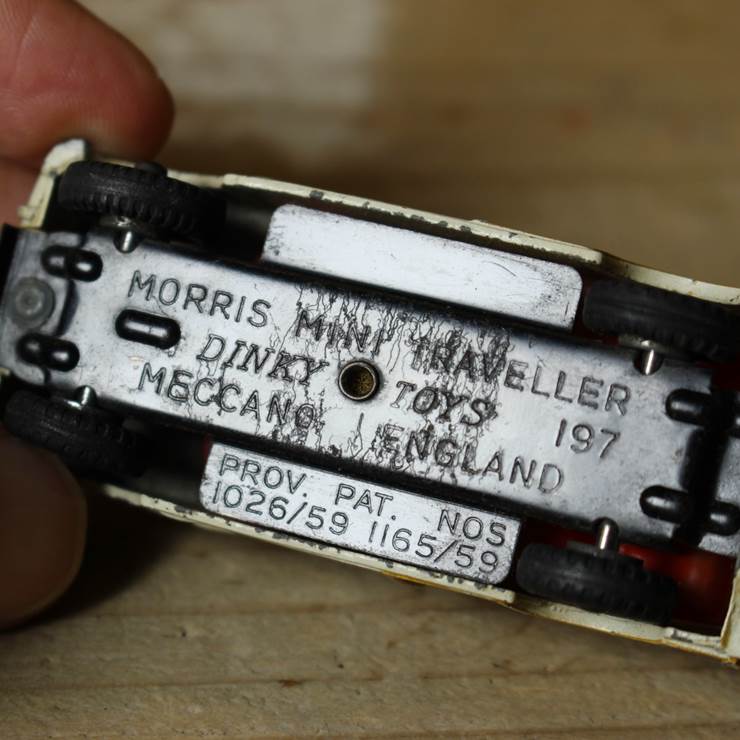 MORRIS MINI TRAVELLER
DINKY TOYS 197
MECCANO ENGLAND
PROV. PAT. NOS
1026/59 1165/59